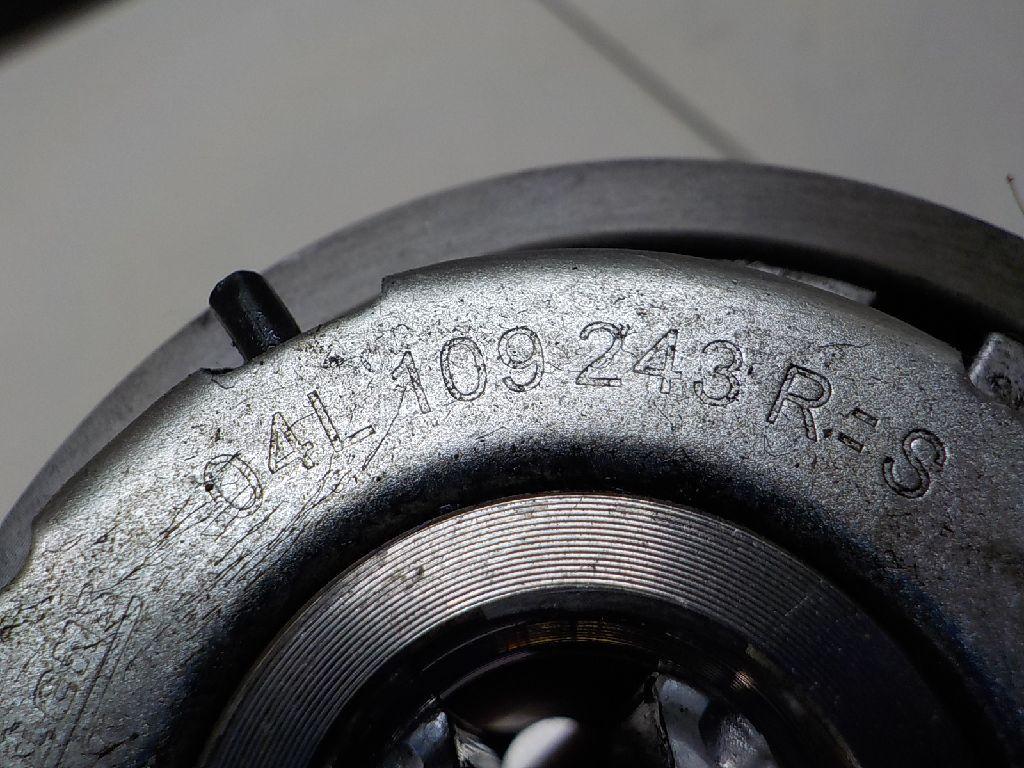 04L 109 243 R = S